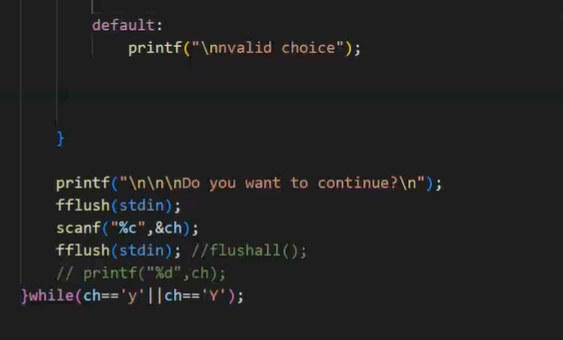 default:
printf("\nnvalid choice");
}
printf("\n\n\nDo you want to continue?\n");
fflush(stdin);
scanf("%c",&ch);
fflush(stdin); //flushall();
// printf("%d",ch);
}while(ch=='y'||ch=='Y');